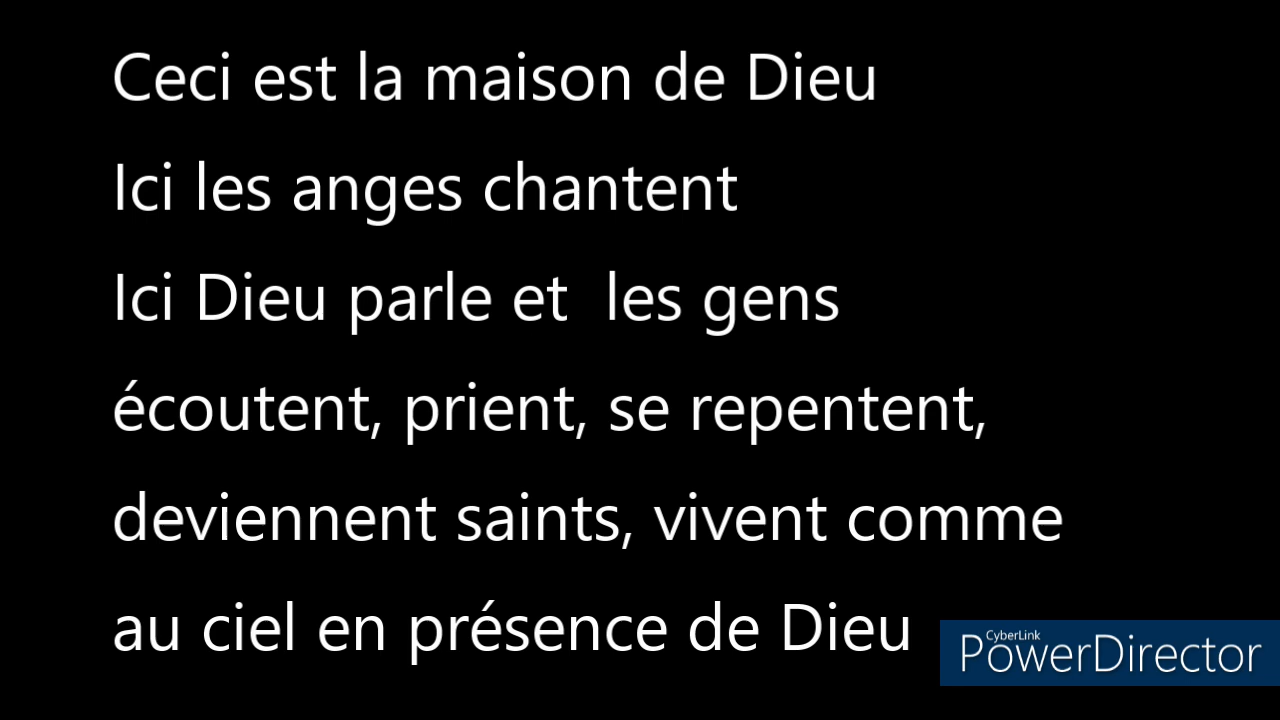 Ceci est la maison de Dieu
Ici les anges chantent
Ici Dieu parle et  les gens
écoutent, prient, se repentent,
deviennent saints, vivent comme
au ciel en présence de Dieu
CyberLink
PowerDirector